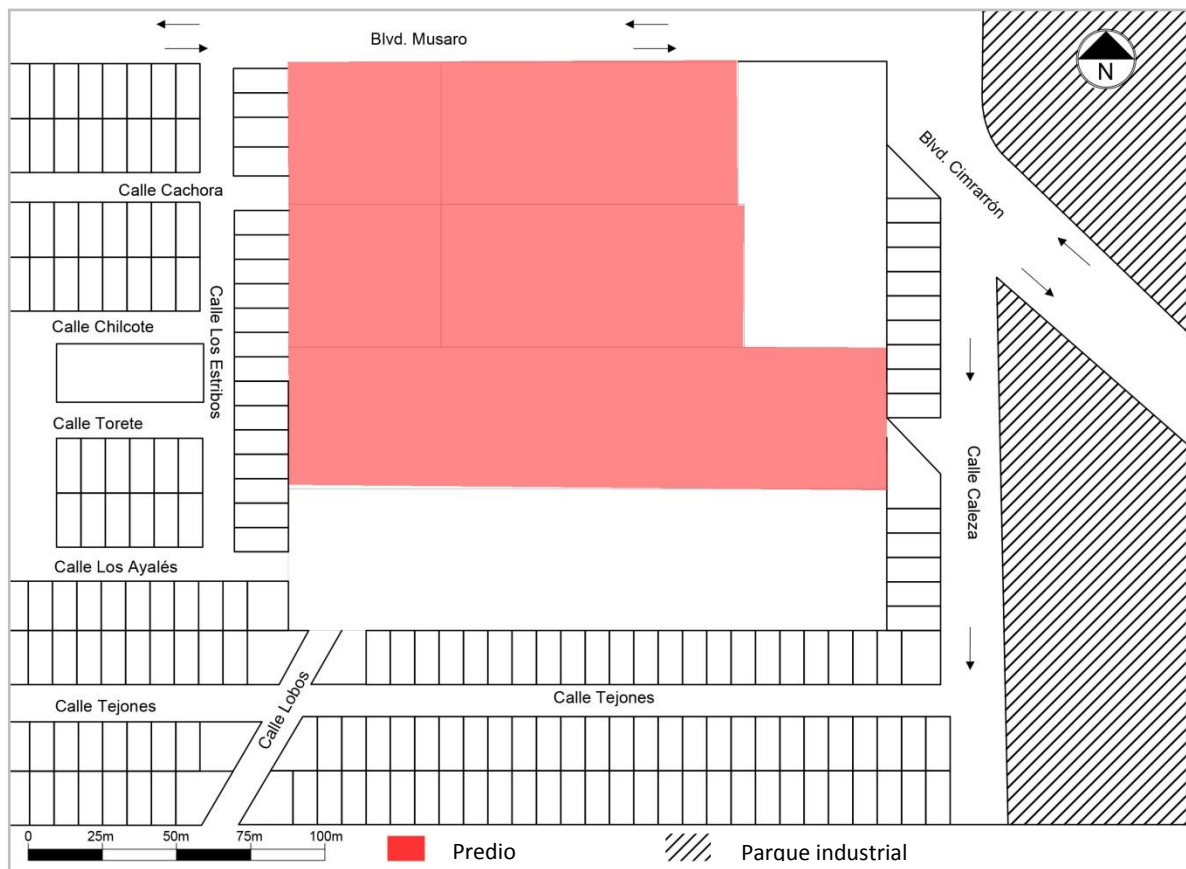 Blvd. Musaro
N
Blvd. Cimrarrón
Calle Cachora
Calle Los Estribos
Calle Chilcote
Calle Torete
Calle Caleza
Calle Los Ayalés
Calle Lobos
Calle Tejones
Calle Tejones
0 25m 50m 75m 100m
Predio
Parque industrial